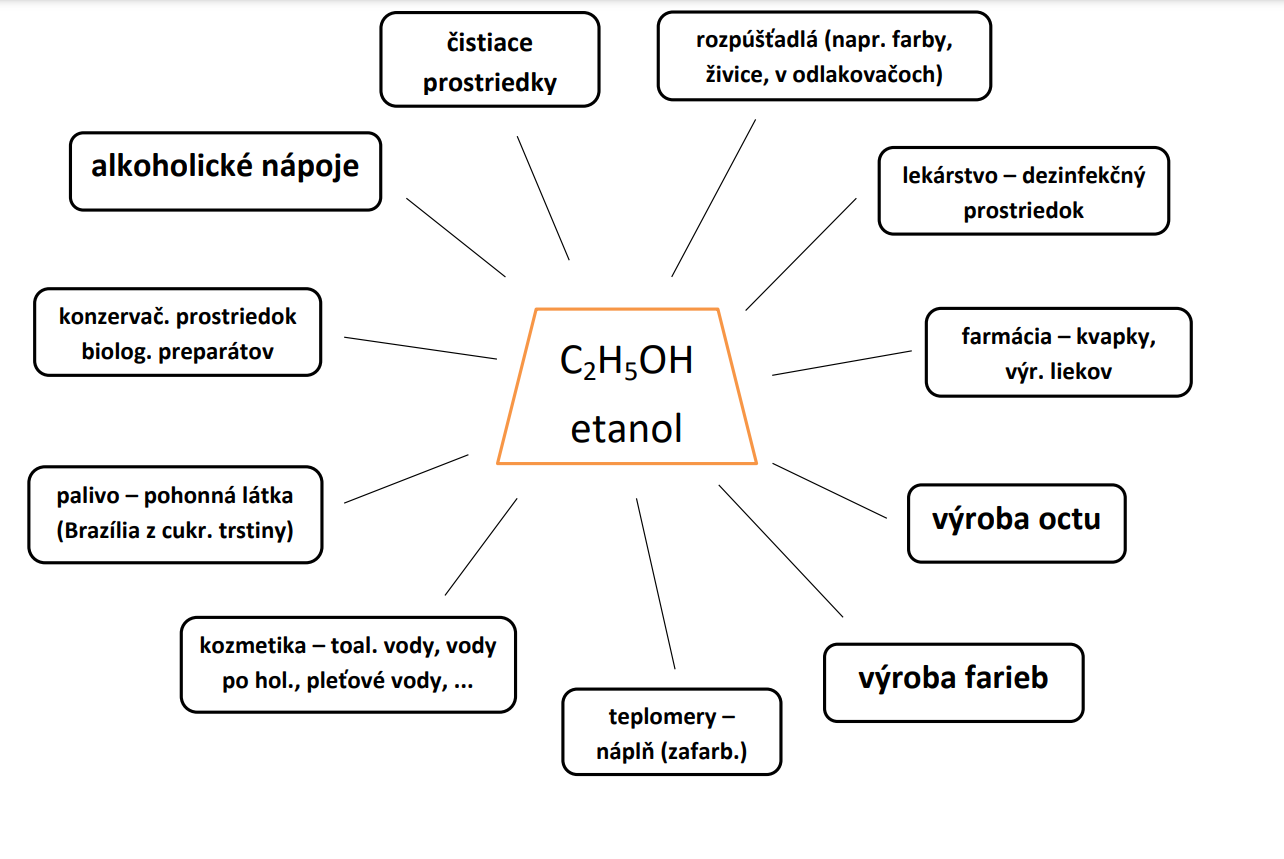 čistiace
prostriedky
rozpúšťadlá (napr. farby,
živice, v odlakovačoch)
alkoholické nápoje
lekárstvo – dezinfekčný
prostriedok
konzervač. prostriedok
biolog. preparátov
farmácia – kvapky,
výr. liekov
C₂H₅OH
etanol
palivo – pohonná látka
(Brazília z cukr. trstiny)
výroba octu
kozmetika – toal. vody, vody
po hol., pleťové vody, ...
výroba farieb
teplomery –
náplň (zafarb.)